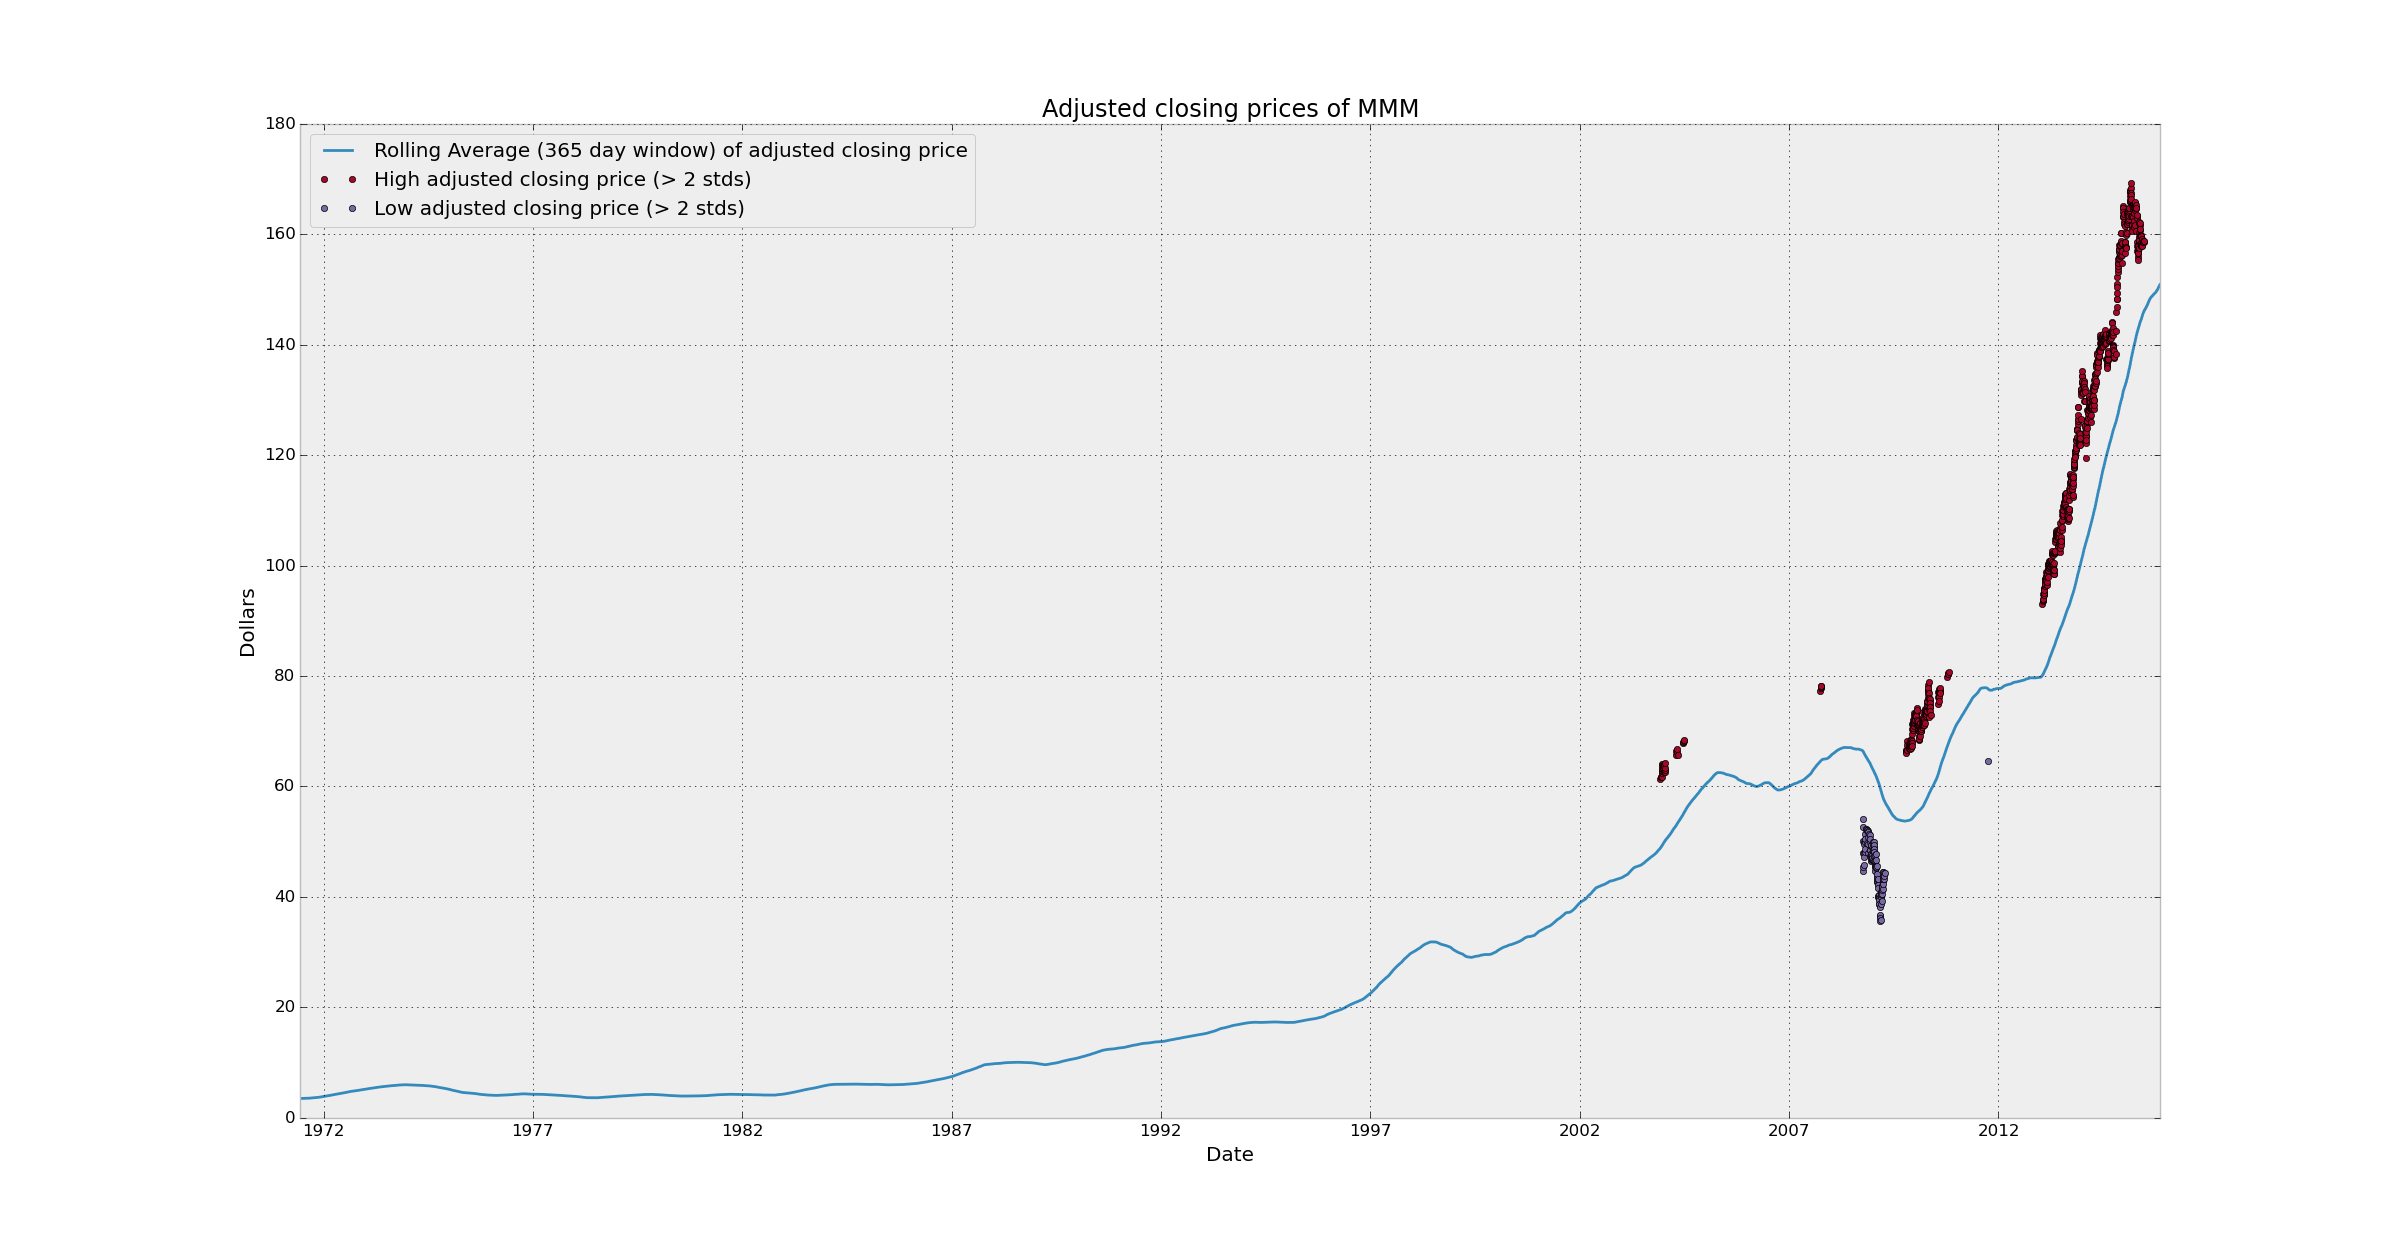 Adjusted closing prices of MMM
Rolling Average (365 day window) of adjusted closing price
High adjusted closing price (> 2 stds)
Low adjusted closing price (> 2 stds)
180
160
140
120
100
80
60
40
20
0
Dollars
1972 1977 1982 1987 1992 1997 2002 2007 2012
Date